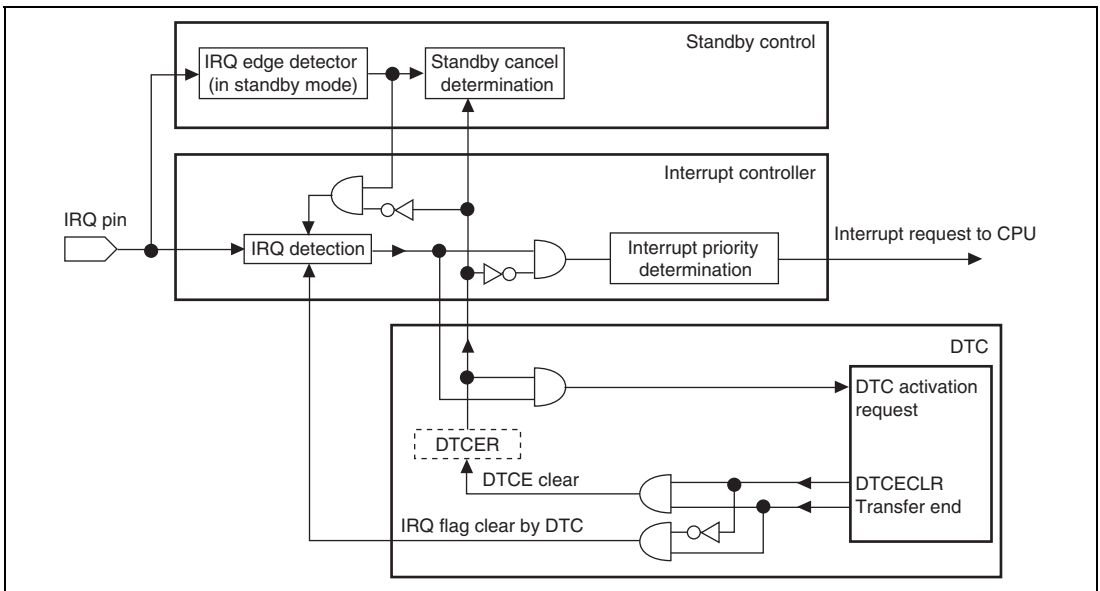 Standby control
IRQ edge detector
(in standby mode)
Standby cancel
determination
Interrupt controller
IRQ pin
IRQ detection
Interrupt priority
determination
Interrupt request to CPU
DTC
DTC activation
request
DTCER
DTCE clear
DTCECLR
Transfer end
IRQ flag clear by DTC